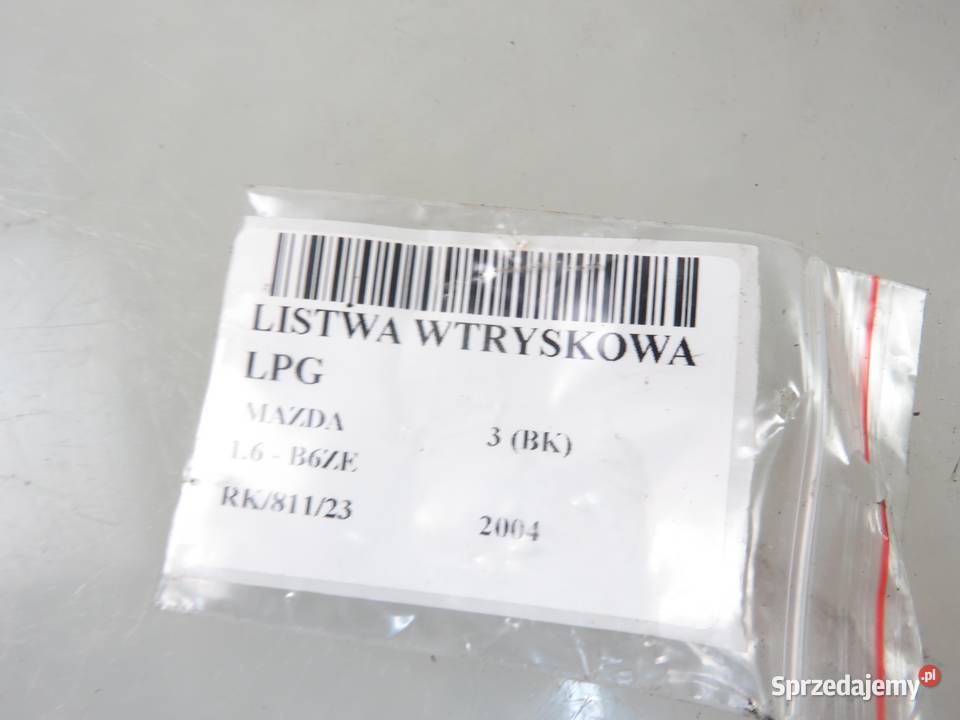 LISTWA WTRYSKOWA
LPG
MAZDA 3 (BK)
1.6 - B6ZE
RK/811/23 2004
Sprzedajemy.pl